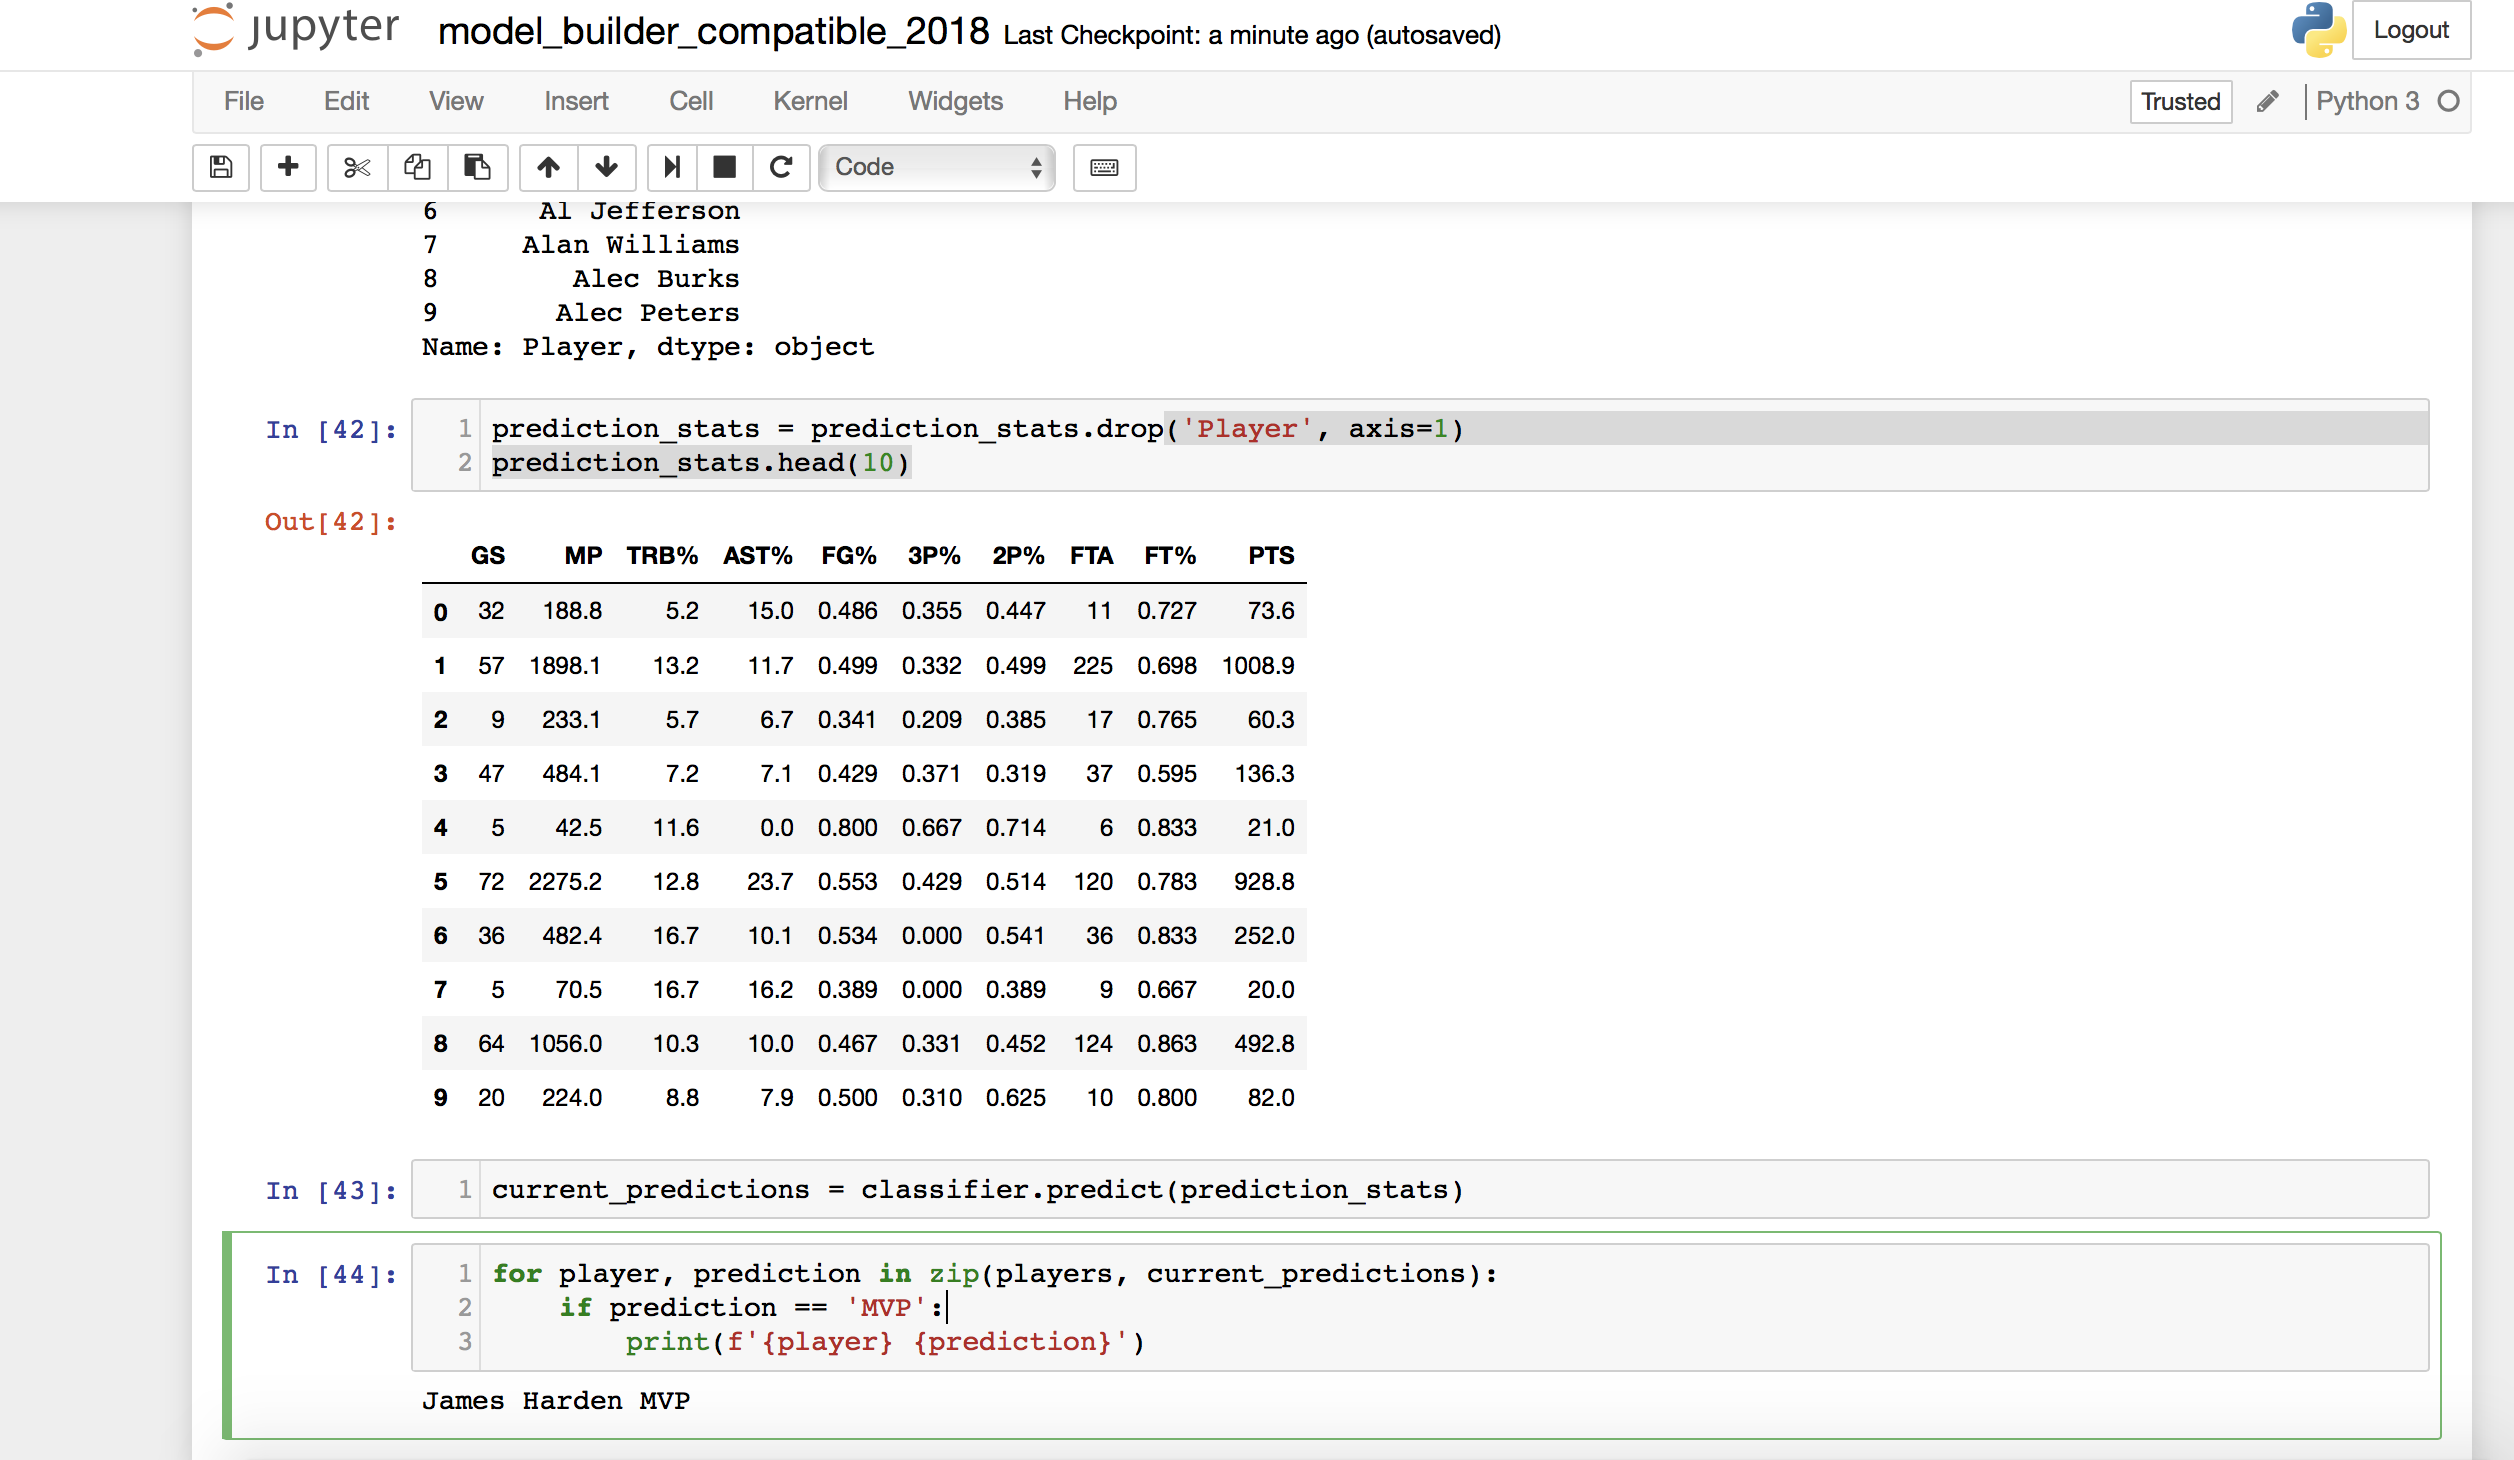 jupyter model_builder_compatible_2018 Last Checkpoint: a minute ago (autosaved) Logout
File Edit View Insert Cell Kernel Widgets Help Trusted Python 3
Code
6 Al Jefferson
7 Alan Williams
8 Alec Burks
9 Alec Peters
Name: Player, dtype: object
In [42]: 1 prediction_stats = prediction_stats.drop('Player', axis=1)
2 prediction_stats.head(10)
Out[42]:
GS MP TRB% AST% FG% 3P% 2P% FTA FT% PTS
0 32 188.8 5.2 15.0 0.486 0.355 0.447 11 0.727 73.6
1 57 1898.1 13.2 11.7 0.499 0.332 0.499 225 0.698 1008.9
2 9 233.1 5.7 6.7 0.341 0.209 0.385 17 0.765 60.3
3 47 484.1 7.2 7.1 0.429 0.371 0.319 37 0.595 136.3
4 5 42.5 11.6 0.0 0.800 0.667 0.714 6 0.833 21.0
5 72 2275.2 12.8 23.7 0.553 0.429 0.514 120 0.783 928.8
6 36 482.4 16.7 10.1 0.534 0.000 0.541 36 0.833 252.0
7 5 70.5 16.7 16.2 0.389 0.000 0.389 9 0.667 20.0
8 64 1056.0 10.3 10.0 0.467 0.331 0.452 124 0.863 492.8
9 20 224.0 8.8 7.9 0.500 0.310 0.625 10 0.800 82.0
In [43]: 1 current_predictions = classifier.predict(prediction_stats)
In [44]: 1 for player, prediction in zip(players, current_predictions):
2 if prediction == 'MVP':
3 print(f'{player} {prediction}')
James Harden MVP